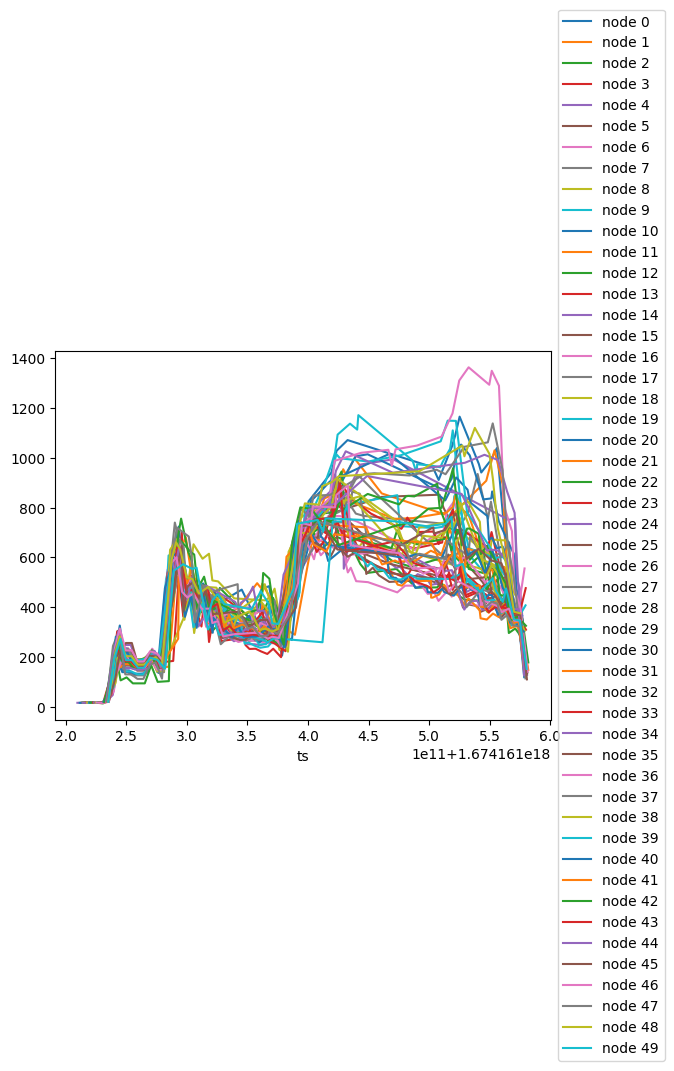 1400
1200
1000
800
600
400
200
0
2.0 2.5 3.0 3.5 4.0 4.5 5.0 5.5 6.0
ts
1e11+1.674161e18
node 0
node 1
node 2
node 3
node 4
node 5
node 6
node 7
node 8
node 9
node 10
node 11
node 12
node 13
node 14
node 15
node 16
node 17
node 18
node 19
node 20
node 21
node 22
node 23
node 24
node 25
node 26
node 27
node 28
node 29
node 30
node 31
node 32
node 33
node 34
node 35
node 36
node 37
node 38
node 39
node 40
node 41
node 42
node 43
node 44
node 45
node 46
node 47
node 48
node 49